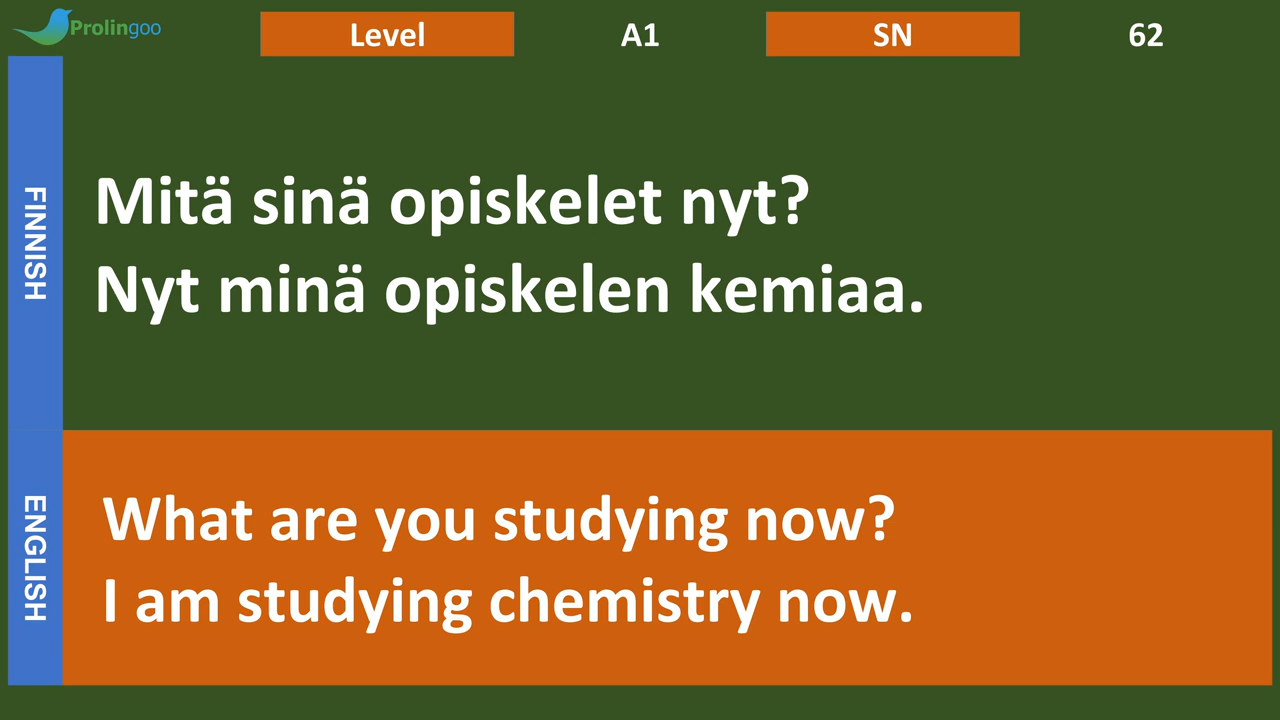 Prolingoo
Level A1 SN 62
FINNISH
Mitä sinä opiskelet nyt?
Nyt minä opiskelen kemiaa.
ENGLISH
What are you studying now?
I am studying chemistry now.